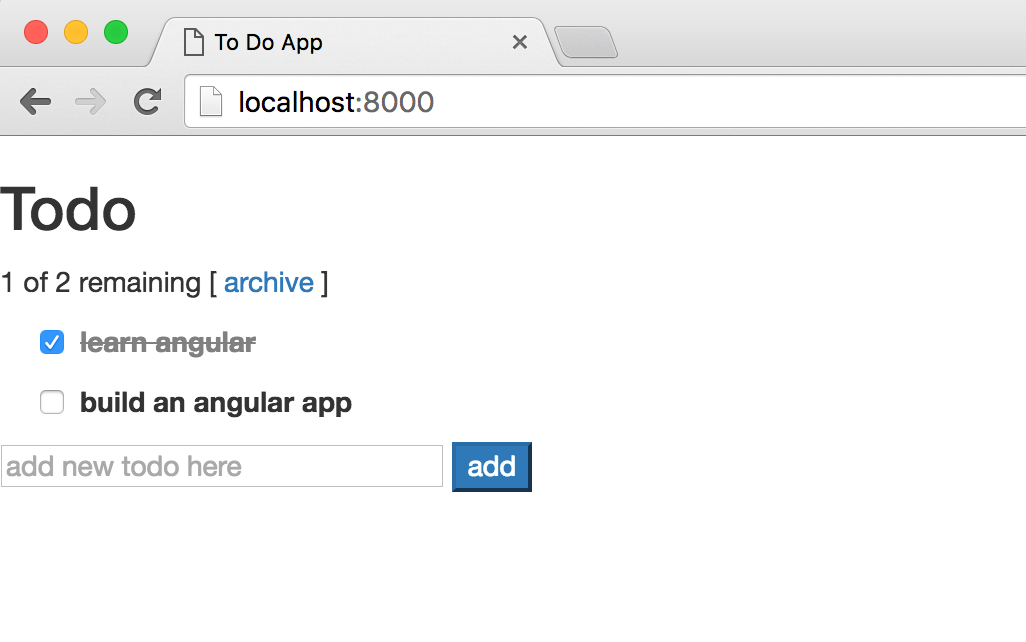 To Do App
localhost:8000
Todo
1 of 2 remaining [ archive ]
learn angular
build an angular app
add new todo here add